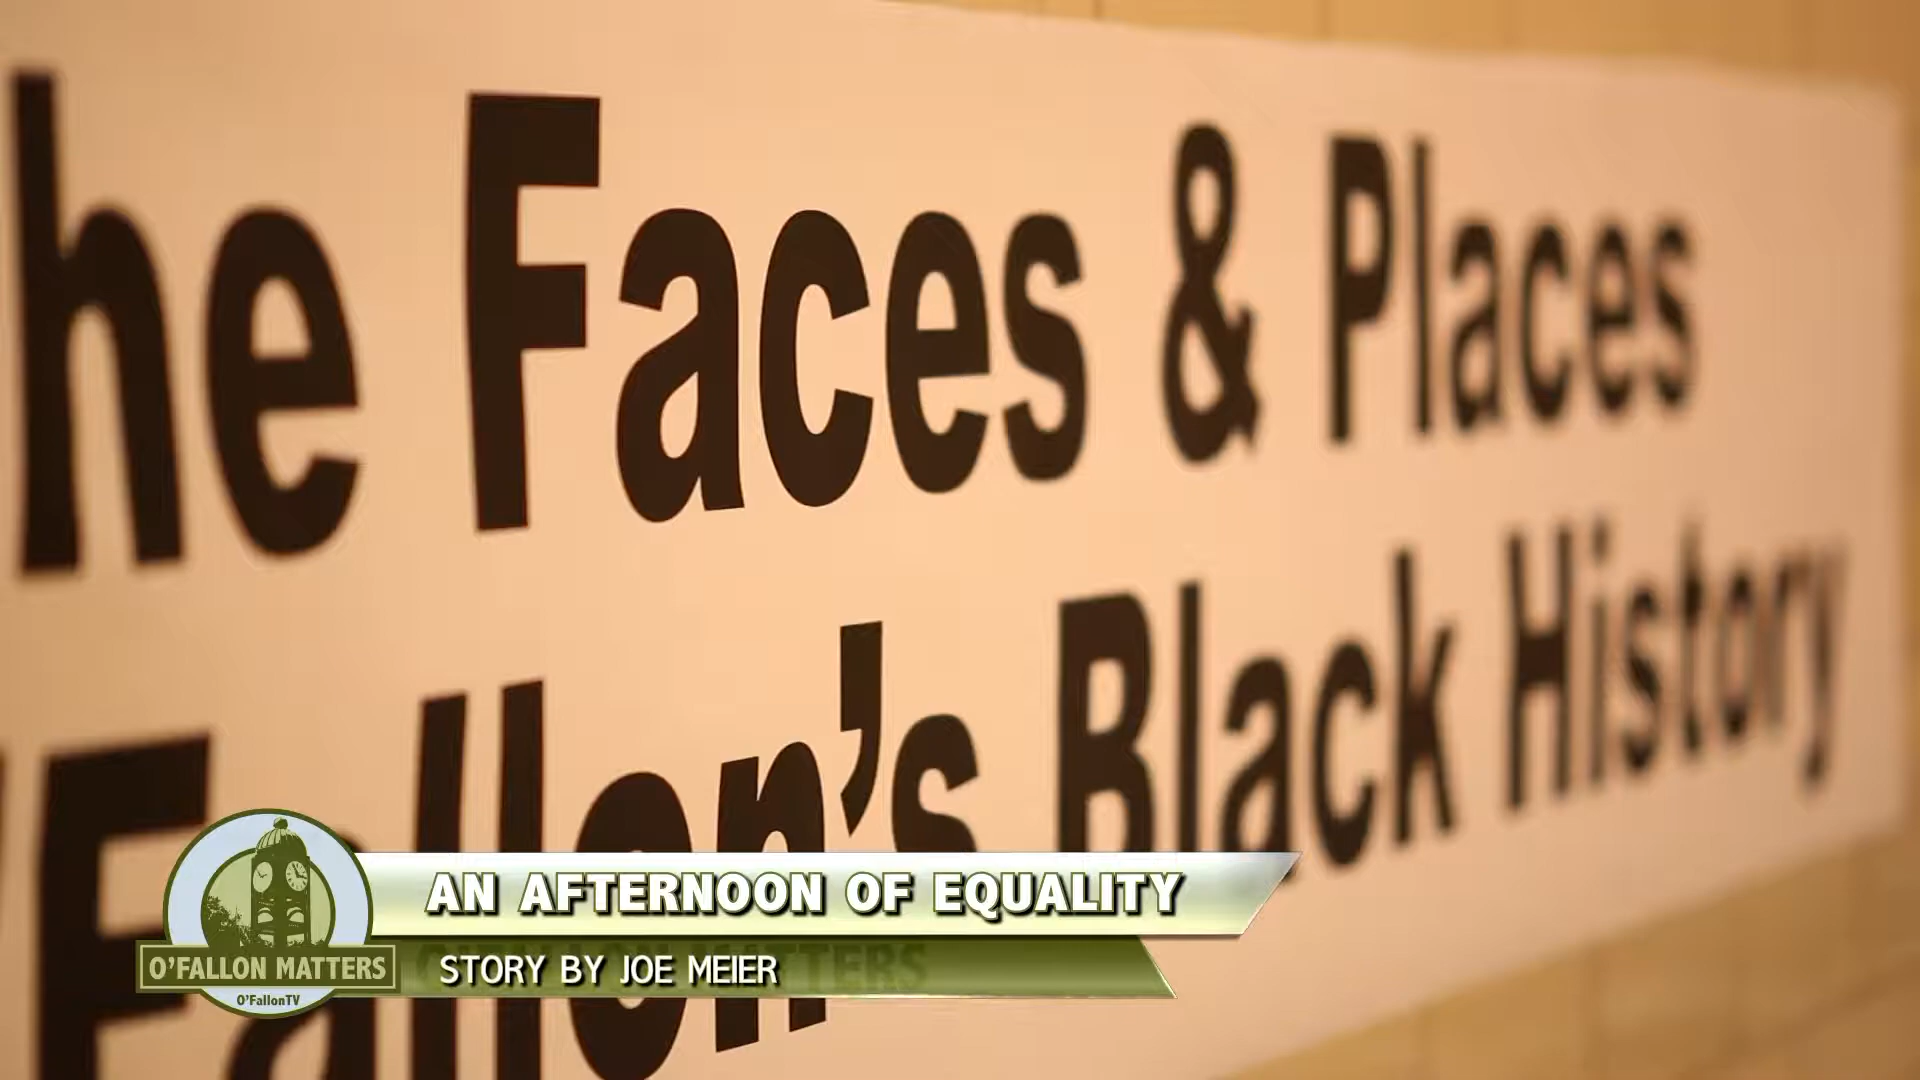 he Faces & Places
'Fallon's Black History
AN AFTERNOON OF EQUALITY
STORY BY JOE MEIER
O'FALLON MATTERS
O'FallonTV